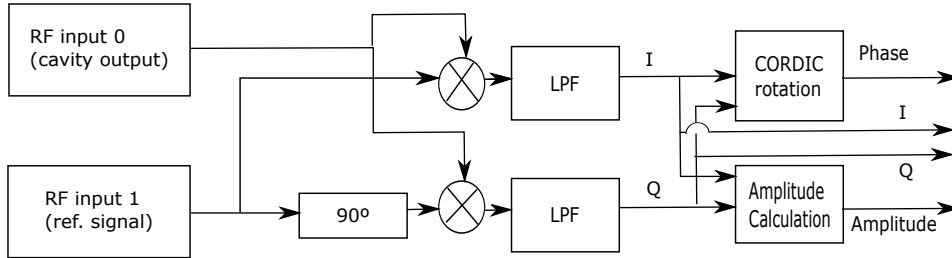 RF input 0
(cavity output)
RF input 1
(ref. signal)
90º
LPF
LPF
I
Q
CORDIC
rotation
Amplitude
Calculation
Phase
I
Q
Amplitude